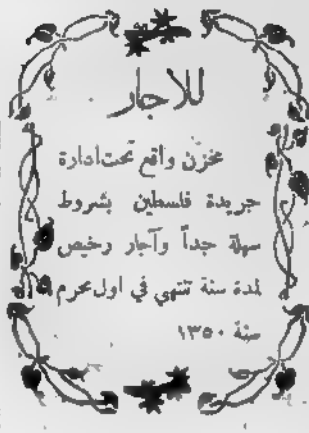 للاجار
مخزن واقع تحت ادارة
جريدة فلسطين بشروط
سهلة جداً وآجار رخيص
لمدة سنة تنتهي في اول محرم
سنة ١٣٥٠